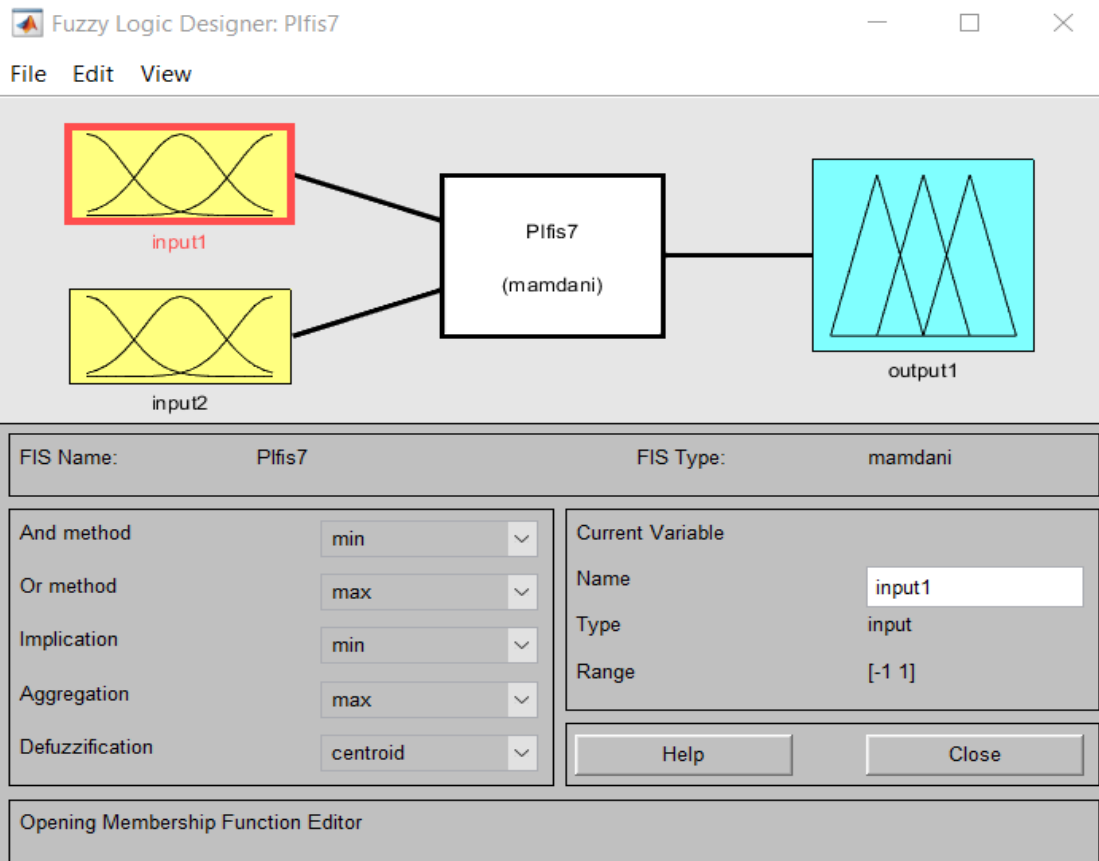 Fuzzy Logic Designer: PIfis7
File Edit View
input1
input2
PIfis7
(mamdani)
output1
FIS Name: PIfis7 FIS Type: mamdani
And method min
Or method max
Implication min
Aggregation max
Defuzzification centroid
Current Variable
Name input1
Type input
Range [-1 1]
Help Close
Opening Membership Function Editor